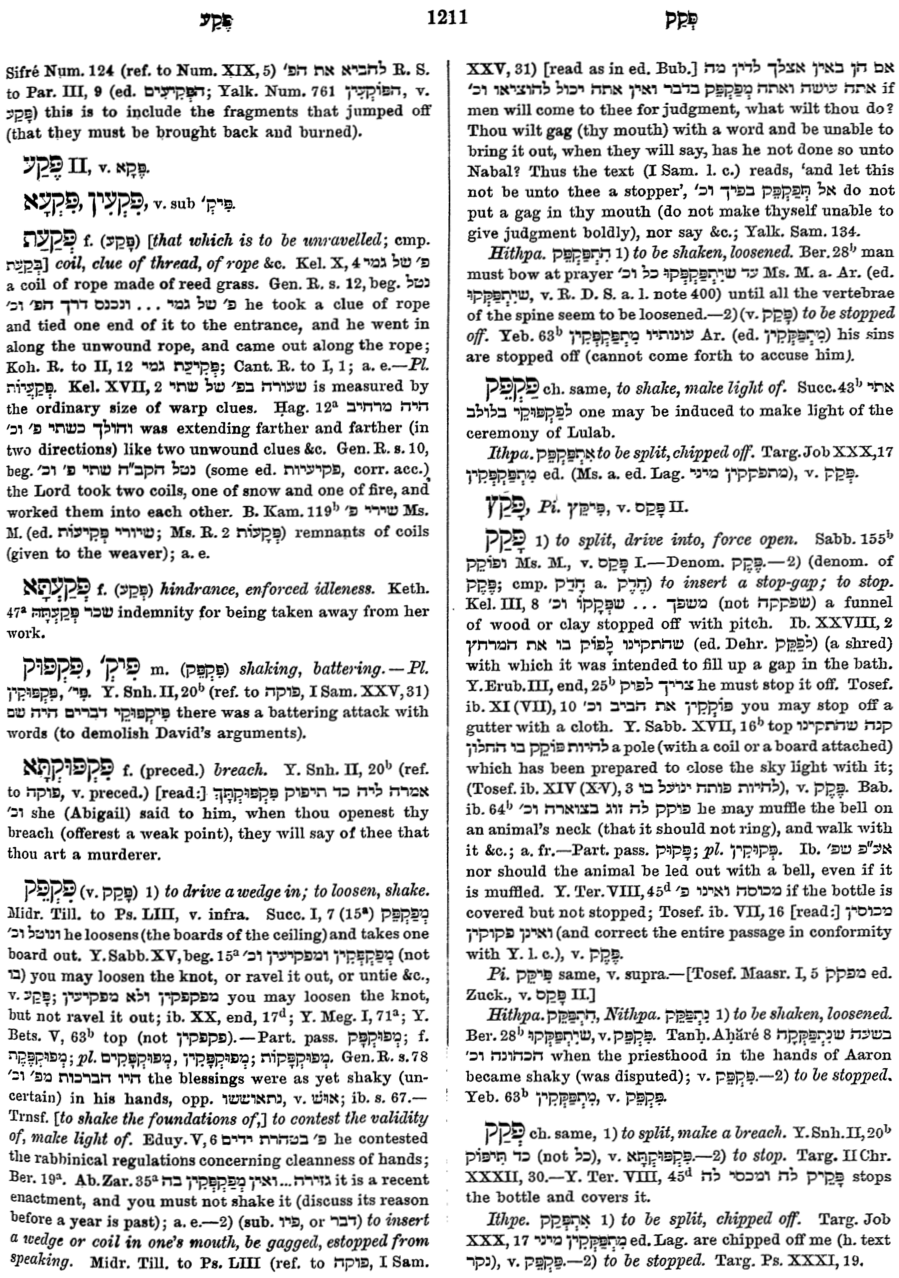 פָּקַע
1211
פָּקַק
Sifré Num. 124 (ref. to Num. XIX, 5) להביא את הפ׳ R. S.
to Par. III, 9 (ed. הפְּקִיעִים; Yalk. Num. 761 הפּוֹקְעִין, v.
פָּקַע) this is to include the fragments that jumped off
(that they must be brought back and burned).
פֶּקַע II, v. פְּקָא.
פִּקְעִין, פִּקְעָא, v. sub פִּיקְ׳.
פְּקַעַת f. (פָּקַע) [that which is to be unravelled; cmp.
בְּקַעַת] coil, clue of thread, of rope &c. Kel. X, 4 פ׳ של גמי
a coil of rope made of reed grass. Gen. R. s. 12, beg. נטל
פ׳ של גמי ... ונכנס דרך הפ׳ וכ׳ he took a clue of rope
and tied one end of it to the entrance, and he went in
along the unwound rope, and came out along the rope;
Koh. R. to II, 12 פְּקִיעַת גמי; Cant. R. to I, 1; a. e.—Pl.
פְּקָעִיּוֹת. Kel. XVII, 2 שעורה בפ׳ של שתי is measured by
the ordinary size of warp clues. Ḥag. 12a היה מרחיב
והולך כשתי פ׳ וכ׳ was extending farther and farther (in
two directions) like two unwound clues &c. Gen. R. s. 10,
beg. נטל הקב״ה שתי פ׳ וכ׳ (some ed. פקיעיות, corr. acc.)
the Lord took two coils, one of snow and one of fire, and
worked them into each other. B. Kam. 119b שירי פ׳ Ms.
M. (ed. שיורי פְּקִיעוֹת; Ms. R. 2 פְּקָעוֹת) remnants of coils
(given to the weaver); a. e.
פְּקַעְתָּא f. (פְּקַע) hindrance, enforced idleness. Keth.
47a שכר פְּקַעְתָּהּ indemnity for being taken away from her
work.
פִּקְפּוּק, פִּיקְ׳ m. (פִּקְפֵּק) shaking, battering.—Pl.
פִּקְפּוּקִין, פִּי׳. Y. Snh. II, 20b (ref. to פוקה, I Sam. XXV, 31)
פִּיקְפּוּקֵי דברים היה שם there was a battering attack with
words (to demolish David's arguments).
פִּקְפּוּקְתָּא f. (preced.) breach. Y. Snh. II, 20b (ref.
to פוקה, v. preced.) [read:] אמרה ליה כד תיפוק פִּקְפּוּקְתָּךְ
וכ׳ she (Abigail) said to him, when thou openest thy
breach (offerest a weak point), they will say of thee that
thou art a murderer.
פִּקְפֵּק (v. פָּקַק) 1) to drive a wedge in; to loosen, shake.
Midr. Till. to Ps. LIII, v. infra. Succ. I, 7 (15a) מְפַקְפֵּק
ונוטל וכ׳ he loosens (the boards of the ceiling) and takes one
board out. Y. Sabb. XV, beg. 15a מְפַקְפְּקִין ומפקיעין וכ׳ (not
בו) you may loosen the knot, or ravel it out, or untie &c.,
v. פָּקַע; מפקפקין ולא מפקיעין you may loosen the knot,
but not ravel it out; ib. XX, end, 17d; Y. Meg. I, 71a; Y.
Bets. V, 63b top (not פקפקין).—Part. pass. מְפוּקְפָּק; f.
מְפוּקְפֶּקֶה; pl. מְפוּקְפָּקִים, מְפוּקְפָּקִין; מְפוּקְפָּקוֹת. Gen. R. s. 78
היו הברכות מפ׳ וכ׳ the blessings were as yet shaky (un-
certain) in his hands, opp. נתאוששו, v. אוּשׁ; ib. s. 67.—
Trnsf. [to shake the foundations of,] to contest the validity
of, make light of. Eduy. V, 6 פ׳ בטהרת ידים he contested
the rabbinical regulations concerning cleanness of hands;
Ber. 19a. Ab. Zar. 35a גזירה...ואין מְפַקְפְּקִין בה it is a recent
enactment, and you must not shake it (discuss its reason
before a year is past); a. e.—2) (sub. פיו, or דבר) to insert
a wedge or coil in one's mouth, be gagged, estopped from
speaking. Midr. Till. to Ps. LIII (ref. to פוקה, I Sam.
XXV, 31) [read as in ed. Bub.] אם הן באין אצלך לדין מה
אתה עושה ואתה מְפַקְפֵּק בדבר ואין אתה יכול להוציאו וכ׳ if
men will come to thee for judgment, what wilt thou do?
Thou wilt gag (thy mouth) with a word and be unable to
bring it out, when they will say, has he not done so unto
Nabal? Thus the text (I Sam. l. c.) reads, 'and let this
not be unto thee a stopper', אל תְּפַקְפֵּק בפיך וכ׳ do not
put a gag in thy mouth (do not make thyself unable to
give judgment boldly), nor say &c.; Yalk. Sam. 134.
Hithpa. הִתְפַּקְפֵּק 1) to be shaken, loosened. Ber. 28b man
must bow at prayer עד שיִתְפַּקְפְּקוּ כל וכ׳ Ms. M. a. Ar. (ed.
שיִתְפַּקְּקוּ, v. R. D. S. a. l. note 400) until all the vertebrae
of the spine seem to be loosened.—2) (v. פָּקַק) to be stopped
off. Yeb. 63b עונותיו מִתְפַּקְפְּקִין Ar. (ed. מִתְפַּקְּקִין) his sins
are stopped off (cannot come forth to accuse him).
פַּקְפֵּק ch. same, to shake, make light of. Succ. 43b אתי
לפַקְפּוּקֵי בלולב one may be induced to make light of the
ceremony of Lulab.
Ithpa. אִתְפַּקְפֵּק to be split, chipped off. Targ. Job XXX, 17
מִתְפַּקְפְּקִין ed. (Ms. a. ed. Lag. מתפקקין מיני), v. פְּקַק.
פָּקַץ, Pi. פִּיקֵּץ, v. פָּקַס II.
פָּקַק 1) to split, drive into, force open. Sabb. 155b
ופוקק Ms. M., v. פָּקַס I.—Denom. פְּקָק.—2) (denom. of
פְּקָק; cmp. חָדַק a. חֶדֶק) to insert a stop-gap; to stop.
Kel. III, 8 משפך ... שפְּקָקוֹ וכ׳ (not שפקקה) a funnel
of wood or clay stopped off with pitch. Ib. XXVIII, 2
שהתקינו לָפוֹק בו את המרחץ (ed. Dehr. לִפַקֵּק) (a shred)
with which it was intended to fill up a gap in the bath.
Y. Erub. III, end, 25b צריך לפוק he must stop it off. Tosef.
ib. XI (VII), 10 פּוֹקְקִין את הביב וכ׳ you may stop off a
gutter with a cloth. Y. Sabb. XVII, 16b top קנה שהתקינו
להיות פּוֹקֵק בו החלון a pole (with a coil or a board attached)
which has been prepared to close the sky light with it;
(Tosef. ib. XIV (XV), 3 להיות פותח ינועל בו), v. פְּקָק. Bab.
ib. 64b פוקק לה זוג בצוארה וכ׳ he may muffle the bell on
an animal's neck (that it should not ring), and walk with
it &c.; a. fr.—Part. pass. פָּקוּק; pl. פְּקוּקִין. Ib. אע״פ שפ׳
nor should the animal be led out with a bell, even if it
is muffled. Y. Ter. VIII, 45d מכוסה ואינו פ׳ if the bottle is
covered but not stopped; Tosef. ib. VII, 16 [read:] מכוסין
ואינן פקוקין (and correct the entire passage in conformity
with Y. l. c.), v. פְּקָק.
Pi. פִּיקֵּק same, v. supra.—[Tosef. Maasr. I, 5 מפקק ed.
Zuck., v. פָּקַס II.]
Hithpa. הִתְפַּקֵּק, Nithpa. נִתְפַּקֵּק 1) to be shaken, loosened.
Ber. 28b שיִתְפַּקְּקוּ, v. פִּקְפֵּק. Tanḥ. Aḥăré 8 בשעה שנִתְפַּקְּקָה
הכהונה וכ׳ when the priesthood in the hands of Aaron
became shaky (was disputed); v. פִּקְפֵּק.—2) to be stopped.
Yeb. 63b מִתְפַּקְּקִין, v. פִּקְפֵּק.
פְּקַק ch. same, 1) to split, make a breach. Y. Snh. II, 20b
כד תִיפּוֹק (not כל), v. פִּקְפּוּקְתָּא.—2) to stop. Targ. II Chr.
XXXII, 30.—Y. Ter. VIII, 45d פָּקִיק לה ומכסי לה stops
the bottle and covers it.
Ithpe. אִתְפְּקֵק 1) to be split, chipped off. Targ. Job
XXX, 17 מִתְפַּקְּקִין מיני ed. Lag. are chipped off me (h. text
נקר), v. פַּקְפֵּק.—2) to be stopped. Targ. Ps. XXXI, 19.